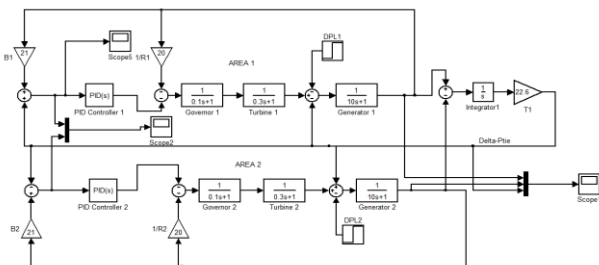 DPL1
21
B1
Scope5
20
1/R1
AREA 1
PID(s)
PID Controller 1
1
0.1s+1
Governor 1
1
0.3s+1
Turbine 1
1
10s+1
Generator 1
1
s
Integrator1
22.6
T1
Scope2
Delta-Ptie
AREA 2
PID(s)
PID Controller 2
1
0.1s+1
Governor 2
1
0.3s+1
Turbine 2
1
10s+1
Generator 2
B2
21
1/R2
20
DPL2